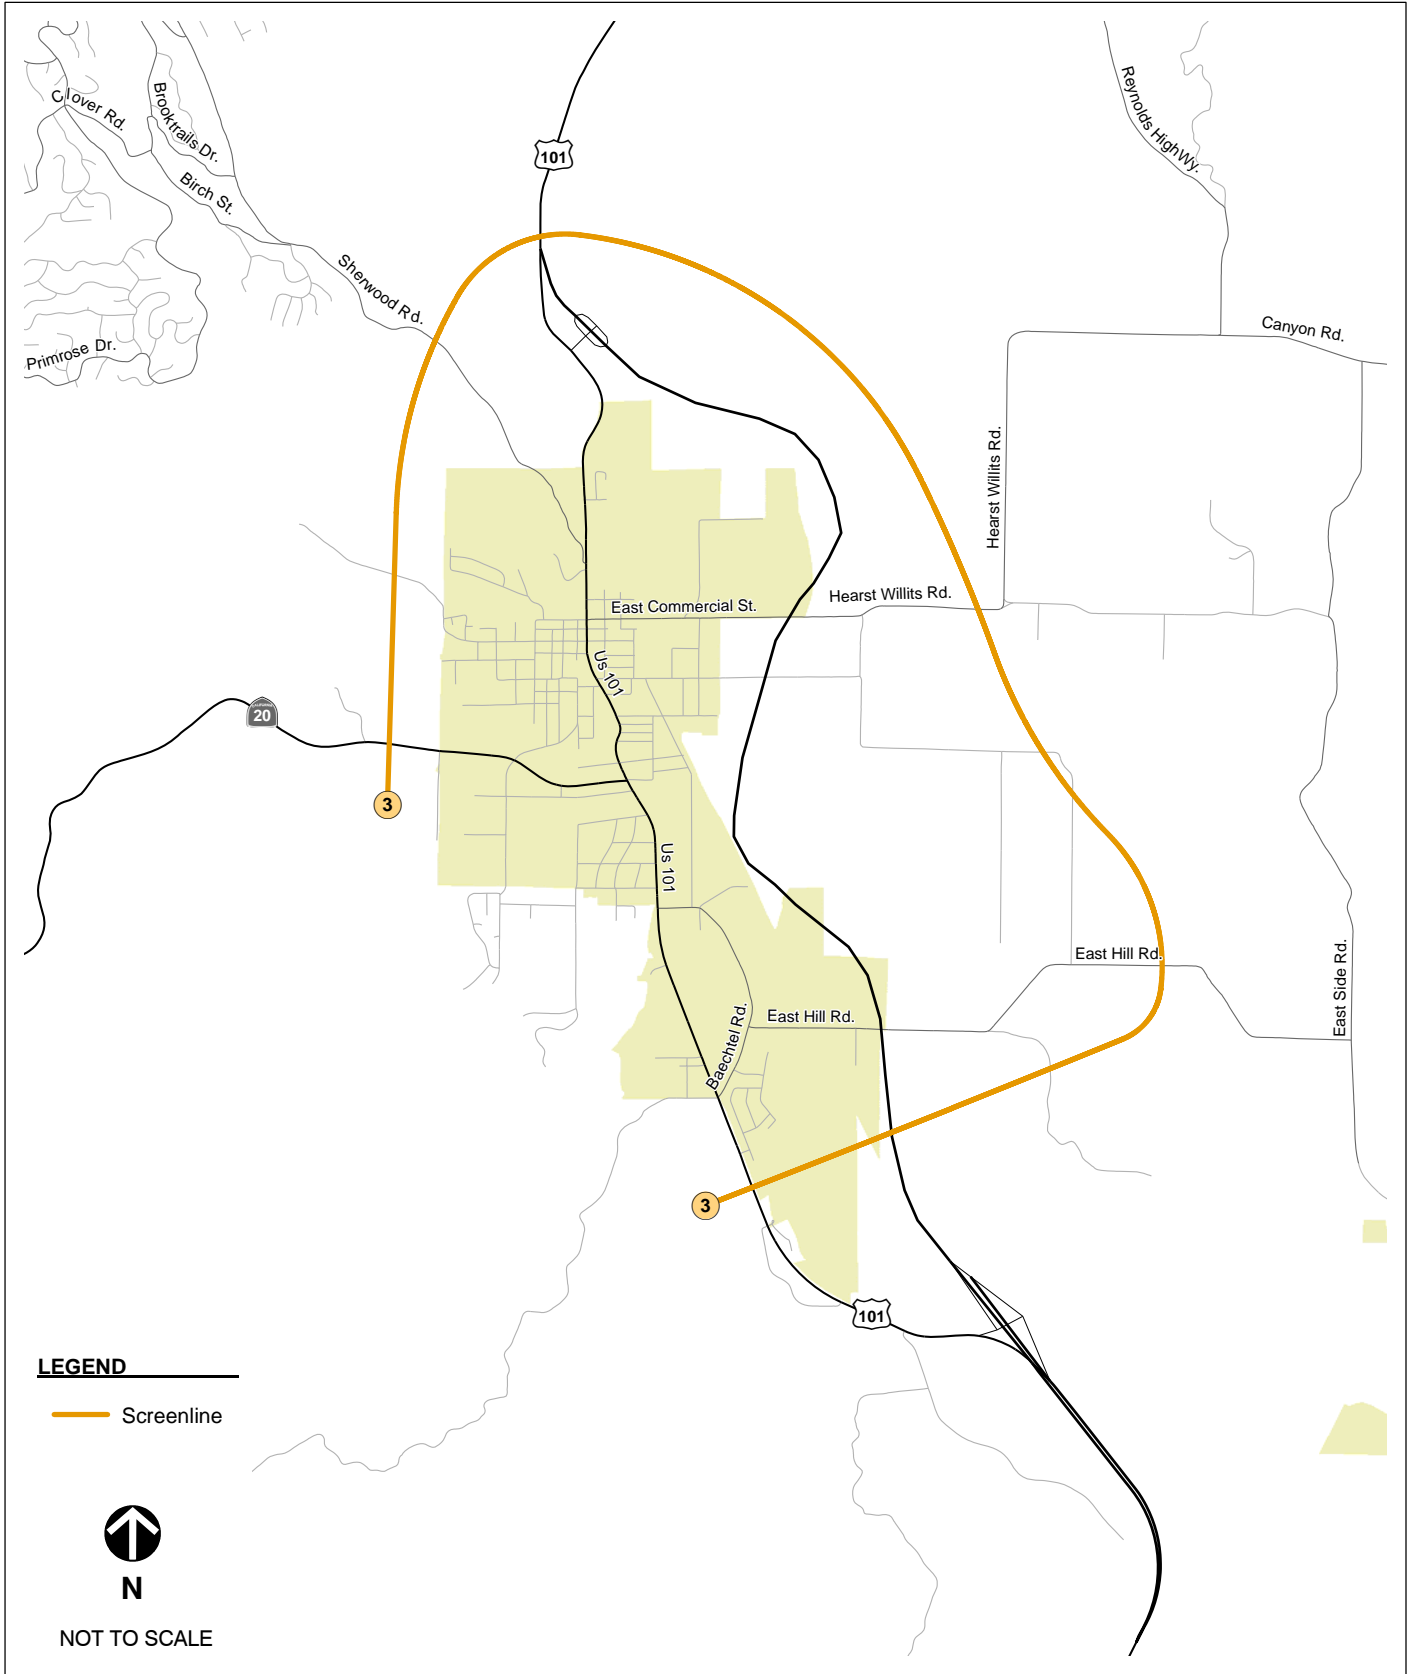 Clover Rd.
Brooktrails Dr.
Birch St.
101
Reynolds HighWy.
Sherwood Rd.
Canyon Rd.
Primrose Dr.
Hearst Willits Rd.
Hearst Willits Rd.
East Commercial St.
Us 101
CALIFORNIA
20
3
Us 101
East Hill Rd.
East Side Rd.
East Hill Rd.
Baechtel Rd.
3
101
LEGEND
Screenline
N
NOT TO SCALE